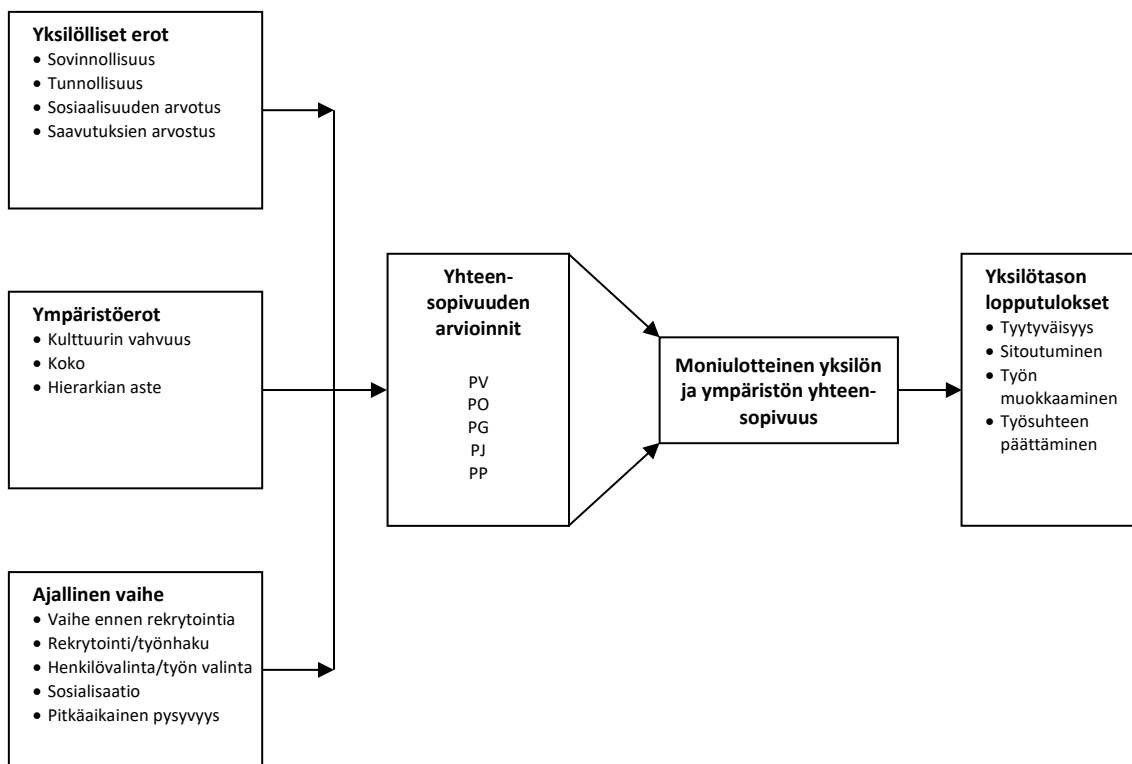 Yksilölliset erot
• Sovinnollisuus
• Tunnollisuus
• Sosiaalisuuden arvotus
• Saavutuksien arvostus
Ympäristöerot
• Kulttuurin vahvuus
• Koko
• Hierarkian aste
Ajallinen vaihe
• Vaihe ennen rekrytointia
• Rekrytointi/työnhaku
• Henkilövalinta/työn valinta
• Sosialisaatio
• Pitkäaikainen pysyvyys
Yhteen-
sopivuuden
arvioinnit
PV
PO
PG
PJ
PP
Moniulotteinen yksilön
ja ympäristön yhteen-
sopivuus
Yksilötason
lopputulokset
• Tyytyväisyys
• Sitoutuminen
• Työn
muokkaaminen
• Työsuhteen
päättäminen